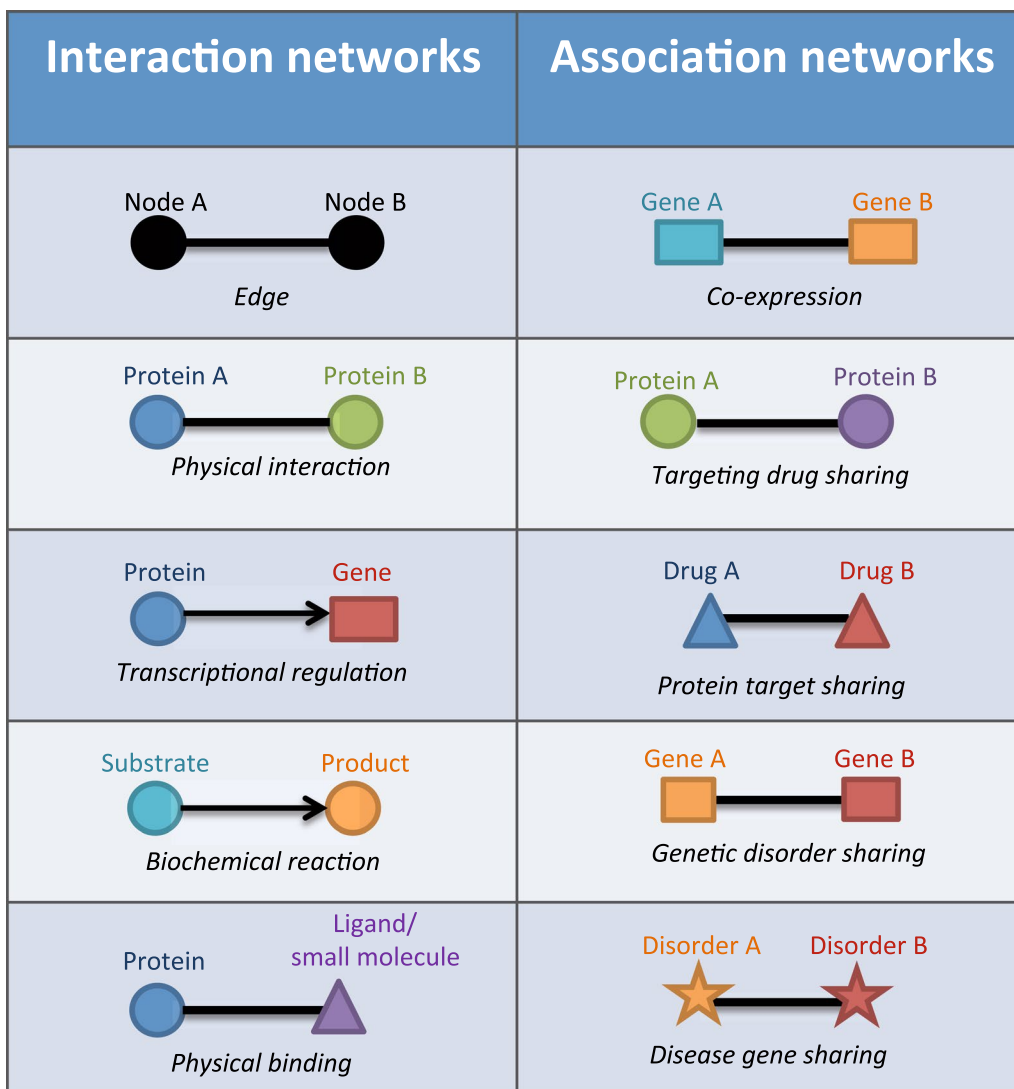 Interaction networks
Association networks
Node A
Node B
Edge
Gene A
Gene B
Co-expression
Protein A
Protein B
Physical interaction
Protein A
Protein B
Targeting drug sharing
Protein
Gene
Transcriptional regulation
Drug A
Drug B
Protein target sharing
Substrate
Product
Biochemical reaction
Gene A
Gene B
Genetic disorder sharing
Protein
Ligand/
small molecule
Physical binding
Disorder A
Disorder B
Disease gene sharing